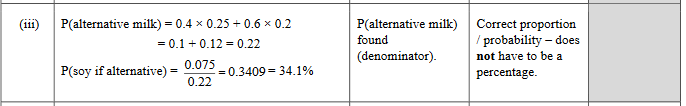 (iii)
P(alternative milk) = 0.4 × 0.25 + 0.6 × 0.2
= 0.1 + 0.12 = 0.22
P(soy if alternative) = 0.075/0.22 = 0.3409 = 34.1%
P(alternative milk)
found
(denominator).
Correct proportion
/ probability – does
not have to be a
percentage.